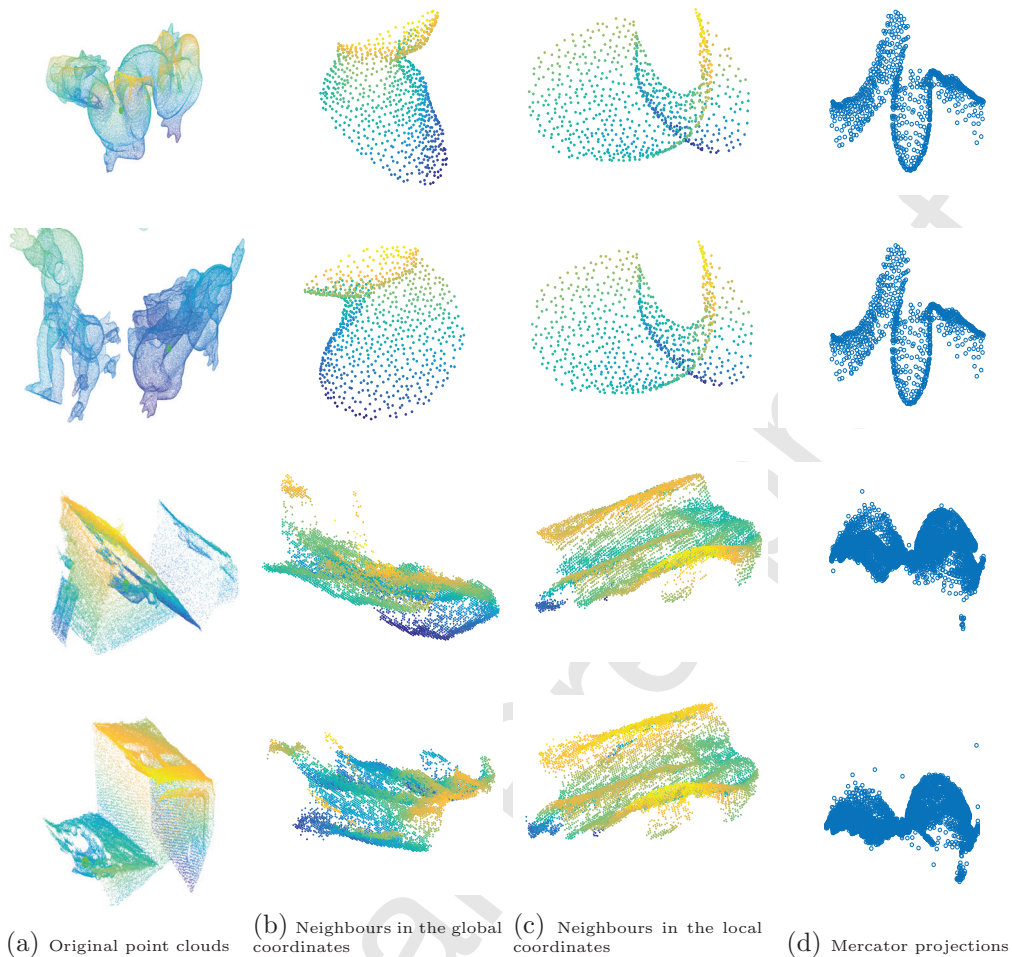 (a) Original point clouds
(b) Neighbours in the global
coordinates
(c) Neighbours in the local
coordinates
(d) Mercator projections